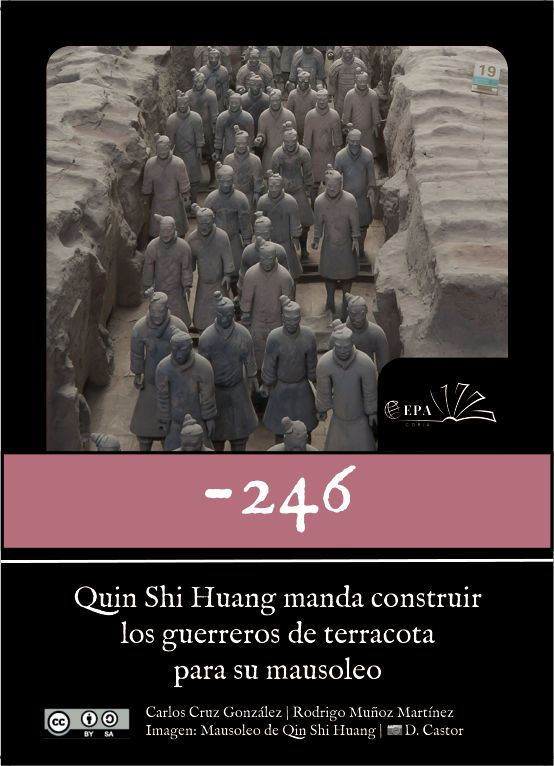 19
EPA
CORIA
-246
Quin Shi Huang manda construir
los guerreros de terracota
para su mausoleo
cc BY SA
Carlos Cruz González | Rodrigo Muñoz Martínez
Imagen: Mausoleo de Qin Shi Huang | D. Castor